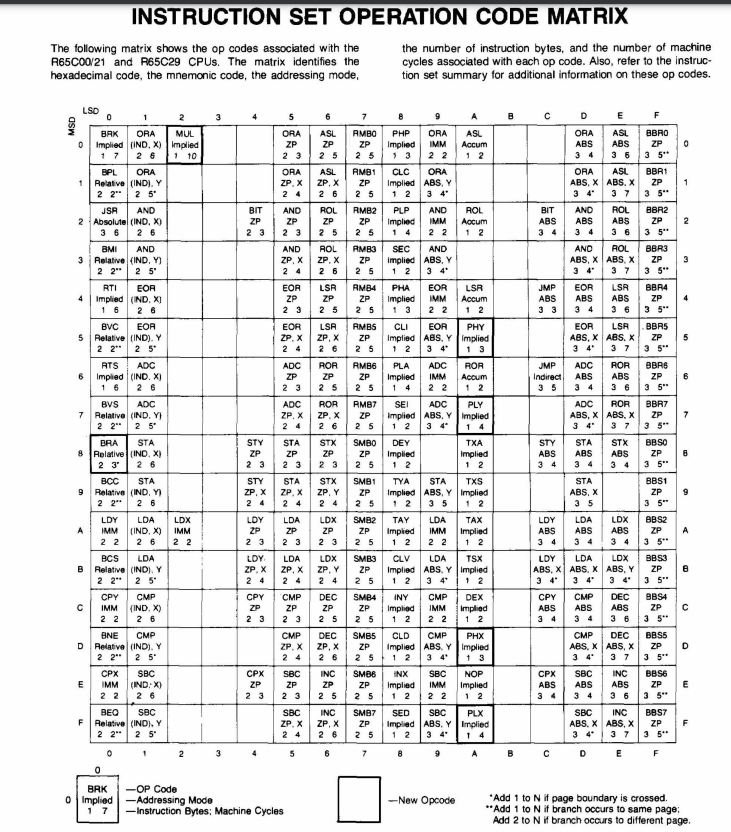 INSTRUCTION SET OPERATION CODE MATRIX
The following matrix shows the op codes associated with the
R65C00/21 and R65C29 CPUs. The matrix identifies the
hexadecimal code, the mnemonic code, the addressing mode,
the number of instruction bytes, and the number of machine
cycles associated with each op code. Also, refer to the instruc-
tion set summary for additional information on these op codes.
LSD
MSD
0 1 2 3 4 5 6 7 8 9 A B C D E F
BRK ORA MUL ORA ASL RMB0 PHP ORA ASL ORA ASL BBR0
0 Implied (IND, X) Implied ZP ZP ZP Implied IMM Accum ABS ABS ZP 0
1 7 2 6 1 10 2 3 2 5 2 5 1 3 2 2 1 2 3 4 3 6 3 5**
BPL ORA ORA ASL RMB1 CLC ORA ORA ASL BBR1
1 Relative (IND), Y ZP, X ZP, X ZP Implied ABS, Y ABS, X ABS, X ZP 1
2 2** 2 5* 2 4 2 6 2 5 1 2 3 4* 3 4* 3 7 3 5**
JSR AND BIT AND ROL RMB2 PLP AND ROL BIT AND ROL BBR2
2 Absolute (IND, X) ZP ZP ZP ZP Implied IMM Accum ABS ABS ABS ZP 2
3 6 2 6 2 3 2 3 2 5 2 5 1 4 2 2 1 2 3 4 3 4 3 6 3 5**
BMI AND AND ROL RMB3 SEC AND AND ROL BBR3
3 Relative (IND), Y ZP, X ZP, X ZP Implied ABS, Y ABS, X ABS, X ZP 3
2 2** 2 5* 2 4 2 6 2 5 1 2 3 4* 3 4* 3 7 3 5**
RTI EOR EOR LSR RMB4 PHA EOR LSR JMP EOR LSR BBR4
4 Implied (IND, X) ZP ZP ZP Implied IMM Accum ABS ABS ABS ZP 4
1 6 2 6 2 3 2 5 2 5 1 3 2 2 1 2 3 3 3 4 3 6 3 5**
BVC EOR EOR LSR RMB5 CLI EOR PHY EOR LSR BBR5
5 Relative (IND), Y ZP, X ZP, X ZP Implied ABS, Y Implied ABS, X ABS, X ZP 5
2 2** 2 5* 2 4 2 6 2 5 1 2 3 4* 1 3 3 4* 3 7 3 5**
RTS ADC ADC ROR RMB6 PLA ADC ROR JMP ADC ROR BBR6
6 Implied (IND, X) ZP ZP ZP Implied IMM Accum Indirect ABS ABS ZP 6
1 6 2 6 2 3 2 5 2 5 1 4 2 2 1 2 3 5 3 4 3 6 3 5**
BVS ADC ADC ROR RMB7 SEI ADC PLY ADC ROR BBR7
7 Relative (IND, Y) ZP, X ZP, X ZP Implied ABS, Y Implied ABS, X ABS, X ZP 7
2 2** 2 5* 2 4 2 6 2 5 1 2 3 4* 1 4 3 4* 3 7 3 5**
BRA STA STY STA STX SMB0 DEY TXA STY STA STX BBS0
8 Relative (IND, X) ZP ZP ZP ZP Implied Implied ABS ABS ABS ZP 8
2 3* 2 6 2 3 2 3 2 3 2 5 1 2 1 2 3 4 3 4 3 4 3 5**
BCC STA STY STA STX SMB1 TYA STA TXS STA BBS1
9 Relative (IND, Y) ZP, X ZP, X ZP, Y ZP Implied ABS, Y Implied ABS, X ZP 9
2 2** 2 6 2 4 2 4 2 4 2 5 1 2 3 5 1 2 3 5 3 5**
LDY LDA LDX LDY LDA LDX SMB2 TAY LDA TAX LDY LDA LDX BBS2
A IMM (IND, X) IMM ZP ZP ZP ZP Implied IMM Implied ABS ABS ABS ZP A
2 2 2 6 2 2 2 3 2 3 2 3 2 5 1 2 2 2 1 2 3 4 3 4 3 4 3 5**
BCS LDA LDY LDA LDX SMB3 CLV LDA TSX LDY LDA LDX BBS3
B Relative (IND), Y ZP, X ZP, X ZP, Y ZP Implied ABS, Y Implied ABS, X ABS, X ABS, Y ZP B
2 2** 2 5* 2 4 2 4 2 4 2 5 1 2 3 4* 1 2 3 4* 3 4* 3 4* 3 5**
CPY CMP CPY CMP DEC SMB4 INY CMP DEX CPY CMP DEC BBS4
C IMM (IND, X) ZP ZP ZP ZP Implied IMM Implied ABS ABS ABS ZP C
2 2 2 6 2 3 2 3 2 5 2 5 1 2 2 2 1 2 3 4 3 4 3 6 3 5**
BNE CMP CMP DEC SMB5 CLD CMP PHX CMP DEC BBS5
D Relative (IND), Y ZP, X ZP, X ZP Implied ABS, Y Implied ABS, X ABS, X ZP D
2 2** 2 5* 2 4 2 6 2 5 1 2 3 4* 1 3 3 4* 3 7 3 5**
CPX SBC CPX SBC INC SMB6 INX SBC NOP CPX SBC INC BBS6
E IMM (IND, X) ZP ZP ZP ZP Implied IMM Implied ABS ABS ABS ZP E
2 2 2 6 2 3 2 3 2 5 2 5 1 2 2 2 1 2 3 4 3 4 3 6 3 5**
BEQ SBC SBC INC SMB7 SED SBC PLX SBC INC BBS7
F Relative (IND), Y ZP, X ZP, X ZP Implied ABS, Y Implied ABS, X ABS, X ZP F
2 2** 2 5* 2 4 2 6 2 5 1 2 3 4* 1 4 3 4* 3 7 3 5**
0 1 2 3 4 5 6 7 8 9 A B C D E F
0
BRK —OP Code
0 Implied —Addressing Mode
1 7 —Instruction Bytes; Machine Cycles
—New Opcode
*Add 1 to N if page boundary is crossed.
**Add 1 to N if branch occurs to same page;
Add 2 to N if branch occurs to different page.